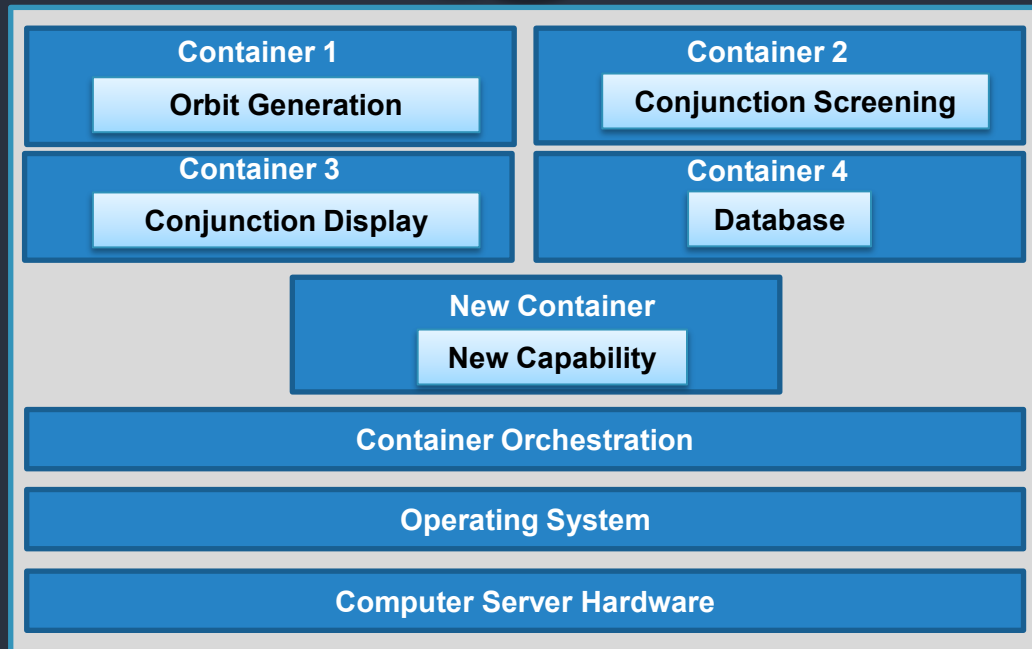 Container 1
Orbit Generation
Container 2
Conjunction Screening
Container 3
Conjunction Display
Container 4
Database
New Container
New Capability
Container Orchestration
Operating System
Computer Server Hardware